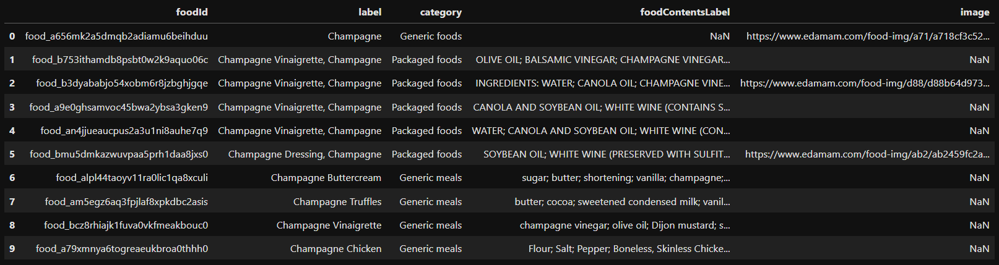 foodId label category foodContentsLabel image
0 food_a656mk2a5dmqb2adiamu6beihduu Champagne Generic foods NaN https://www.edamam.com/food-img/a71/a718cf3c52...
1 food_b753ithamdb8psbt0w2k9aquo06c Champagne Vinaigrette, Champagne Packaged foods OLIVE OIL; BALSAMIC VINEGAR; CHAMPAGNE VINEGAR... NaN
2 food_b3dyababjo54xobm6r8jzbghjgqe Champagne Vinaigrette, Champagne Packaged foods INGREDIENTS: WATER; CANOLA OIL; CHAMPAGNE VINE... https://www.edamam.com/food-img/d88/d88b64d973...
3 food_a9e0ghsamvoc45bwa2ybsa3gken9 Champagne Vinaigrette, Champagne Packaged foods CANOLA AND SOYBEAN OIL; WHITE WINE (CONTAINS S... NaN
4 food_an4jjueaucpus2a3u1ni8auhe7q9 Champagne Vinaigrette, Champagne Packaged foods WATER; CANOLA AND SOYBEAN OIL; WHITE WINE (CON... NaN
5 food_bmu5dmkazwuvpaa5prh1daa8jxs0 Champagne Dressing, Champagne Packaged foods SOYBEAN OIL; WHITE WINE (PRESERVED WITH SULFIT... https://www.edamam.com/food-img/ab2/ab2459fc2a...
6 food_alpl44taoyv11ra0lic1qa8xculi Champagne Buttercream Generic meals sugar; butter; shortening; vanilla; champagne;... NaN
7 food_am5egz6aq3fpjlaf8xpkdbc2asis Champagne Truffles Generic meals butter; cocoa; sweetened condensed milk; vanil... NaN
8 food_bcz8rhiajk1fuva0vkfmeakbouc0 Champagne Vinaigrette Generic meals champagne vinegar; olive oil; Dijon mustard; s... NaN
9 food_a79xmnya6togreaeukbroa0thhh0 Champagne Chicken Generic meals Flour; Salt; Pepper; Boneless, Skinless Chicke... NaN